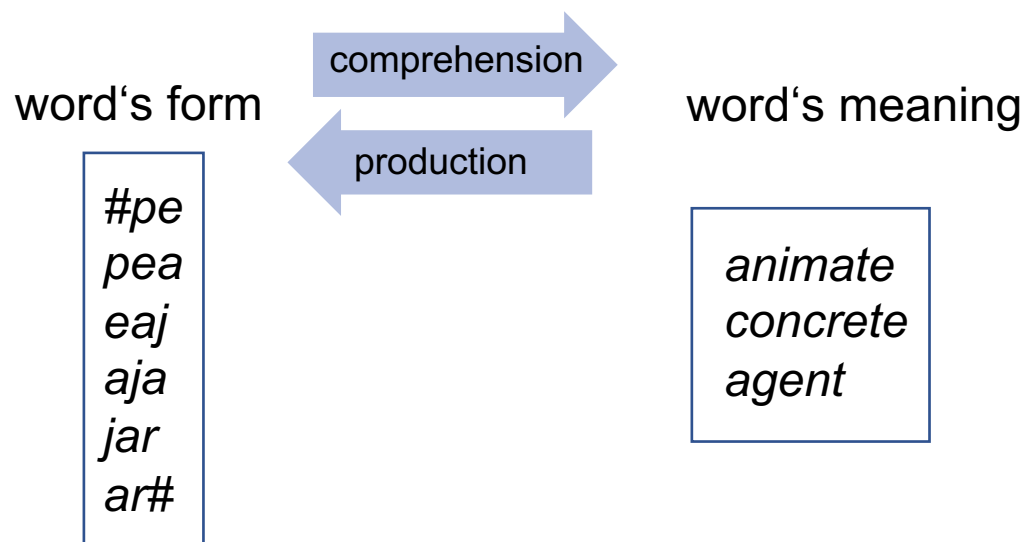 comprehension
word‘s form
word‘s meaning
production
#pe
pea
eaj
aja
jar
ar#
animate
concrete
agent